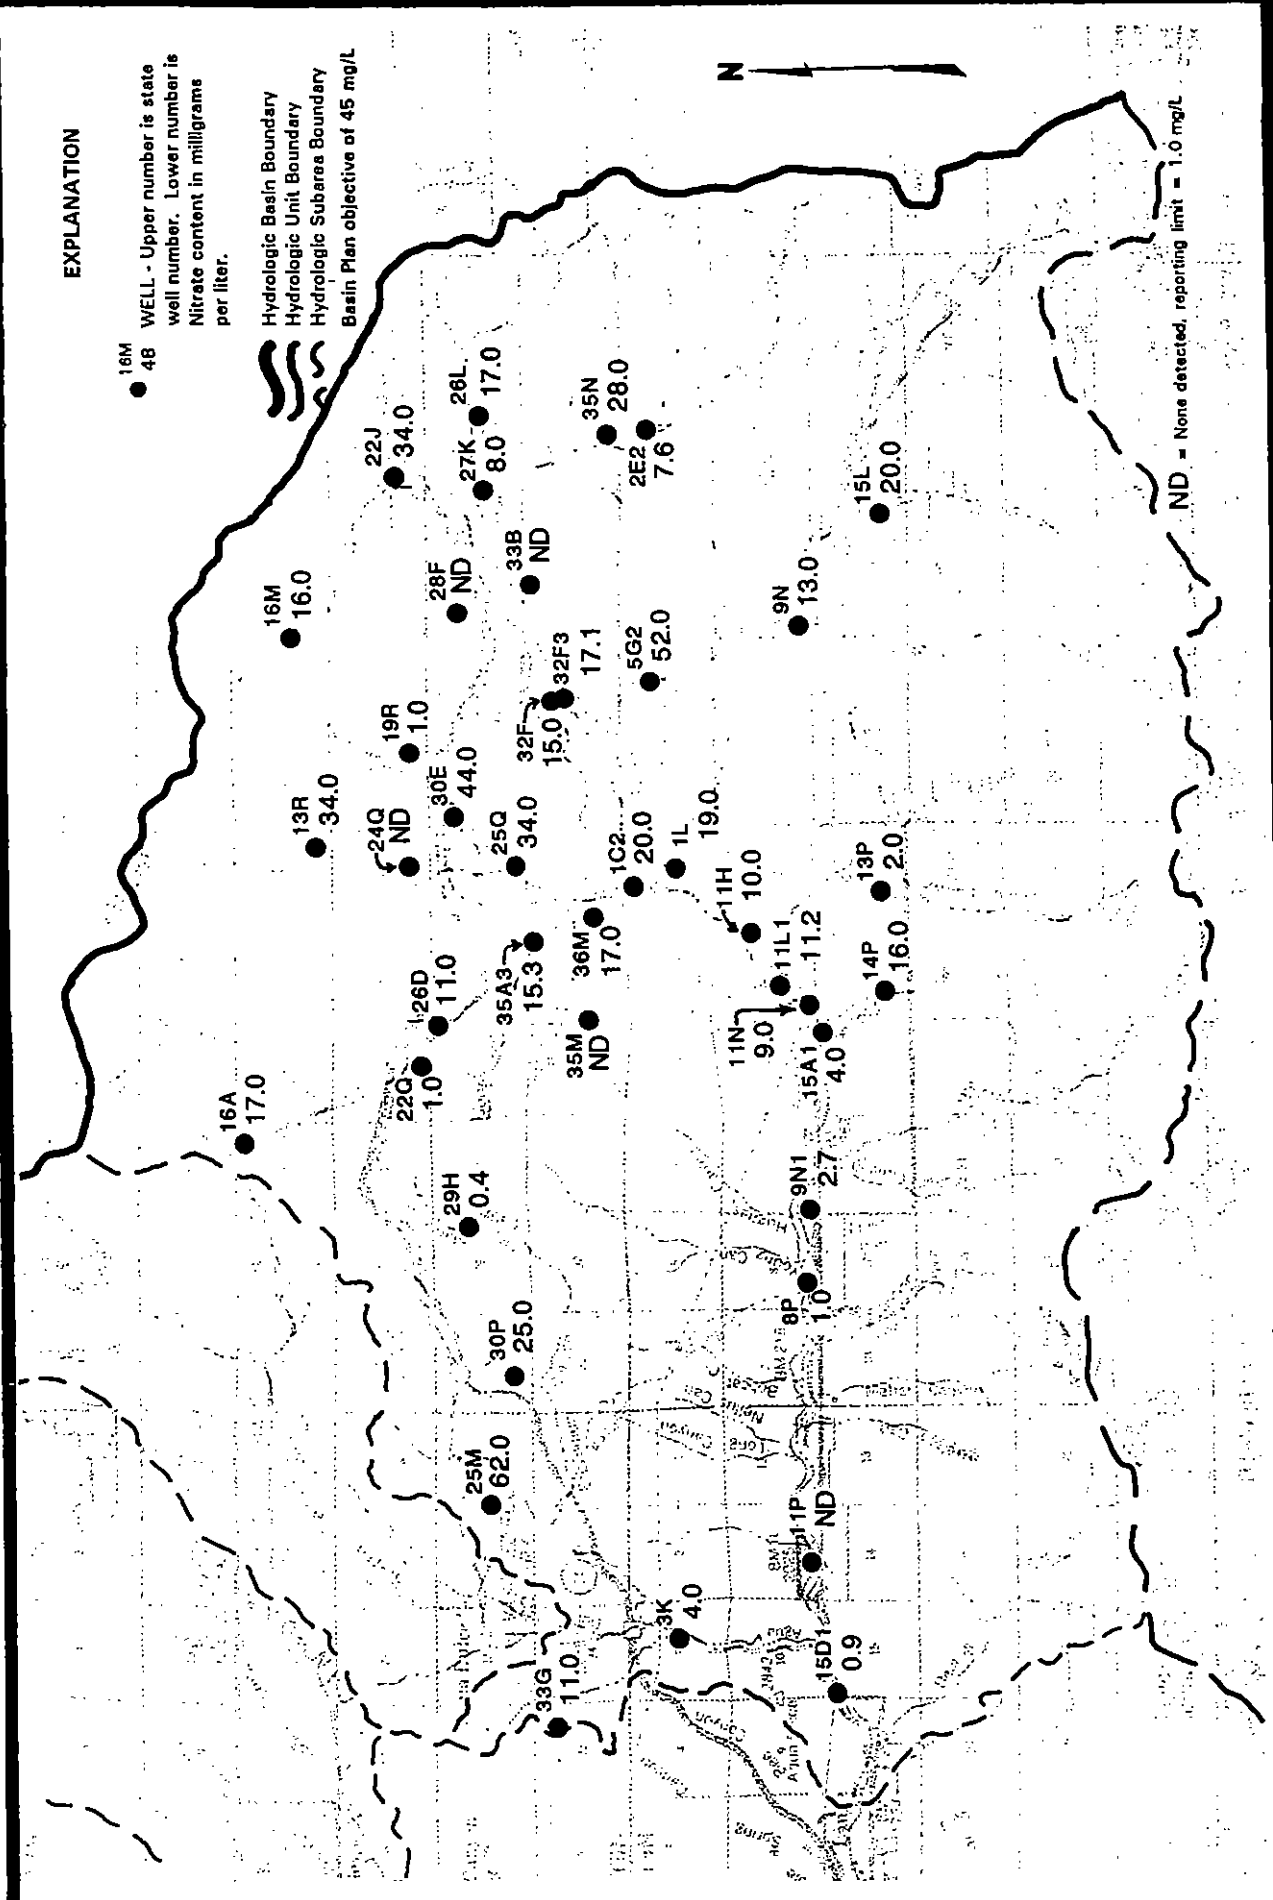 EXPLANATION
16M
48
WELL - Upper number is state
well number. Lower number is
Nitrate content in milligrams
per liter.
Hydrologic Basin Boundary
Hydrologic Unit Boundary
Hydrologic Subarea Boundary
Basin Plan objective of 45 mg/L
N
16A
17.0
16M
16.0
13R
34.0
22J
34.0
19R
1.0
24Q
ND
26D
11.0
22Q
1.0
30E
44.0
28F
ND
27K
8.0
26L
17.0
29H
0.4
25M
62.0
30P
25.0
25Q
34.0
35A3
15.3
33B
ND
32F
15.0
32F3
17.1
33G
11.0
35M
ND
36M
17.0
35N
28.0
1C2
20.0
5G2
52.0
2E2
7.6
3K
4.0
1L
19.0
11H
10.0
11L1
11.2
11N
9.0
15A1
4.0
9N
13.0
9N1
2.7
8P
1.0
11P
ND
15D1
0.9
14P
16.0
13P
2.0
15L
20.0
Canyon
Long
ND = None detected, reporting limit = 1.0 mg/L